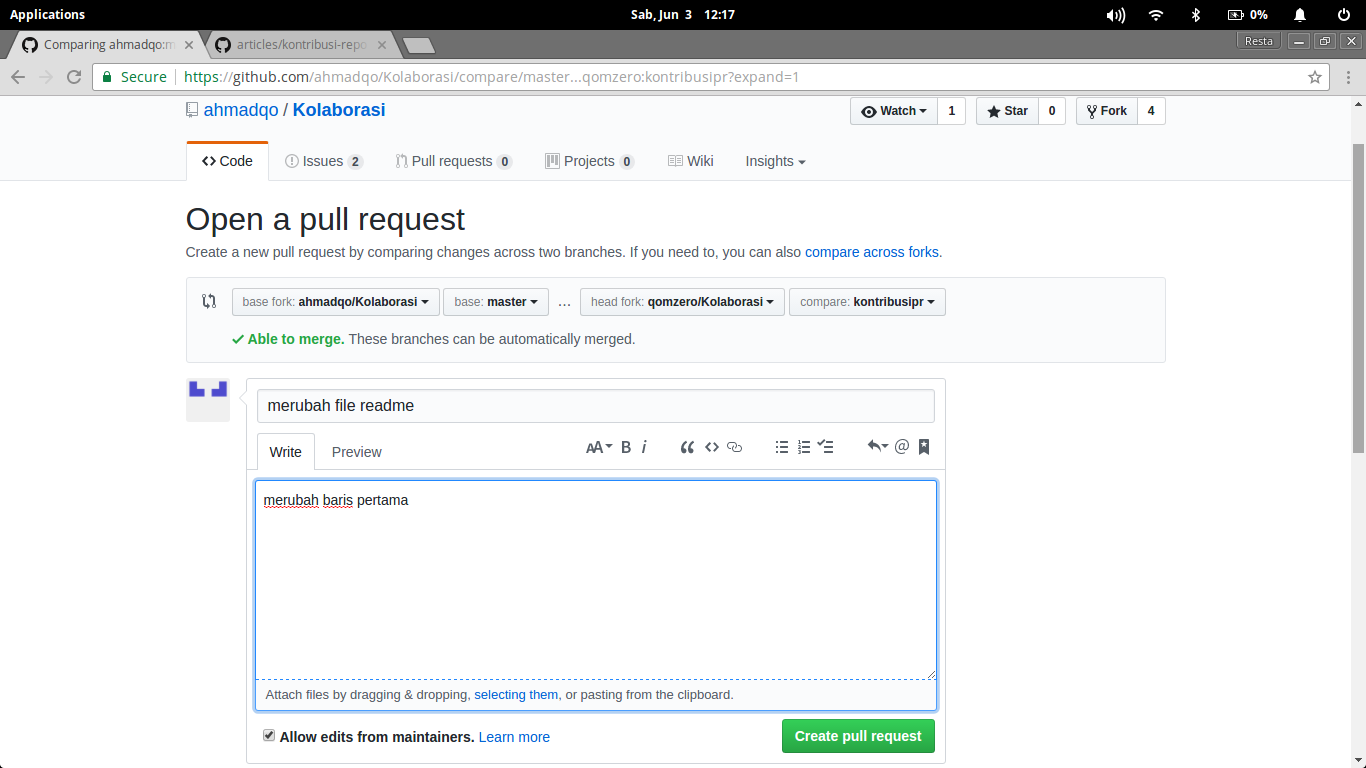 Applications Sab, Jun 3 12:17 0%
Comparing ahmadqo:m articles/kontribusi-repo Resta
Secure https://github.com/ahmadqo/Kolaborasi/compare/master...qomzero:kontribusipr?expand=1
ahmadqo / Kolaborasi Watch 1 Star 0 Fork 4
Code Issues 2 Pull requests 0 Projects 0 Wiki Insights
Open a pull request
Create a new pull request by comparing changes across two branches. If you need to, you can also compare across forks.
base fork: ahmadqo/Kolaborasi base: master ... head fork: qomzero/Kolaborasi compare: kontribusipr
Able to merge. These branches can be automatically merged.
merubah file readme
Write Preview AA B i
merubah baris pertama
Attach files by dragging & dropping, selecting them, or pasting from the clipboard.
Allow edits from maintainers. Learn more Create pull request